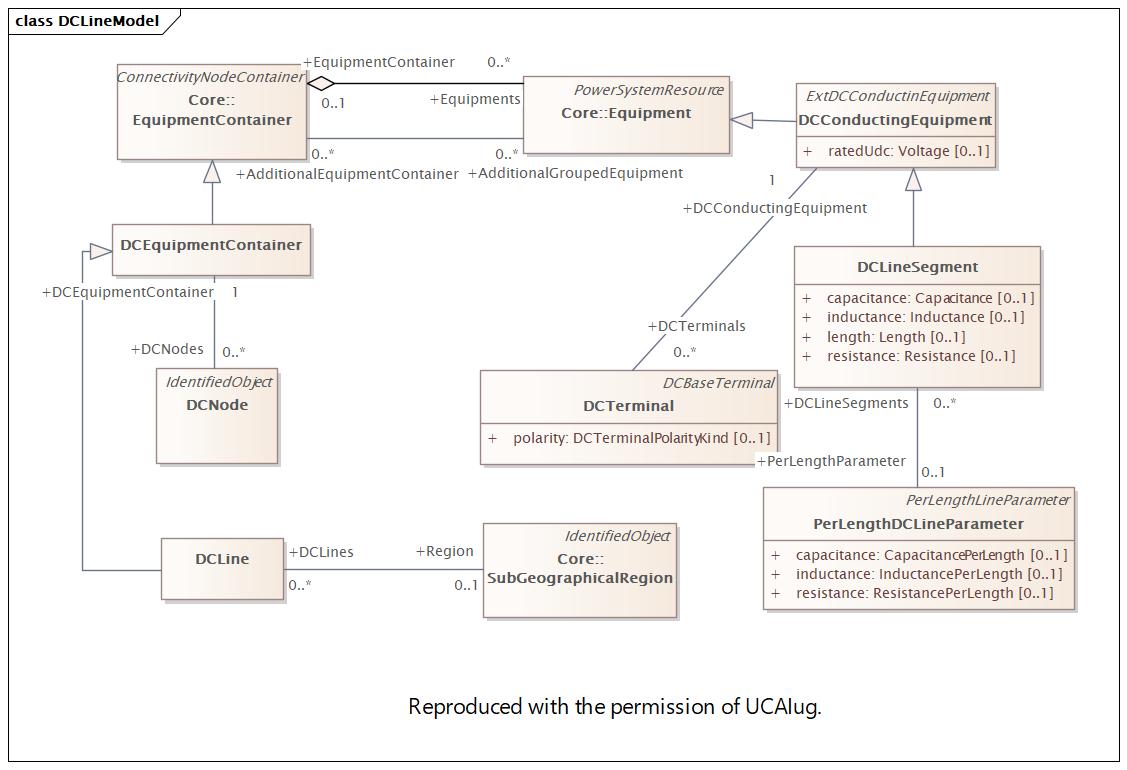 class DCLineModel
ConnectivityNodeContainer
Core::
EquipmentContainer
+EquipmentContainer
0..*
0..1
+Equipments
PowerSystemResource
Core::Equipment
0..*
0..*
+AdditionalEquipmentContainer
+AdditionalGroupedEquipment
ExtDCConductinEquipment
DCConductingEquipment
+ ratedUdc: Voltage [0..1]
1
+DCConductingEquipment
DCEquipmentContainer
+DCEquipmentContainer
1
DCLineSegment
+ capacitance: Capacitance [0..1]
+ inductance: Inductance [0..1]
+ length: Length [0..1]
+ resistance: Resistance [0..1]
+DCTerminals
0..*
+DCNodes
0..*
IdentifiedObject
DCNode
DCBaseTerminal
DCTerminal
+ polarity: DCTerminalPolarityKind [0..1]
+DCLineSegments
0..*
+PerLengthParameter
0..1
PerLengthLineParameter
PerLengthDCLineParameter
+ capacitance: CapacitancePerLength [0..1]
+ inductance: InductancePerLength [0..1]
+ resistance: ResistancePerLength [0..1]
DCLine
+DCLines
0..*
+Region
0..1
IdentifiedObject
Core::
SubGeographicalRegion
Reproduced with the permission of UCAIug.